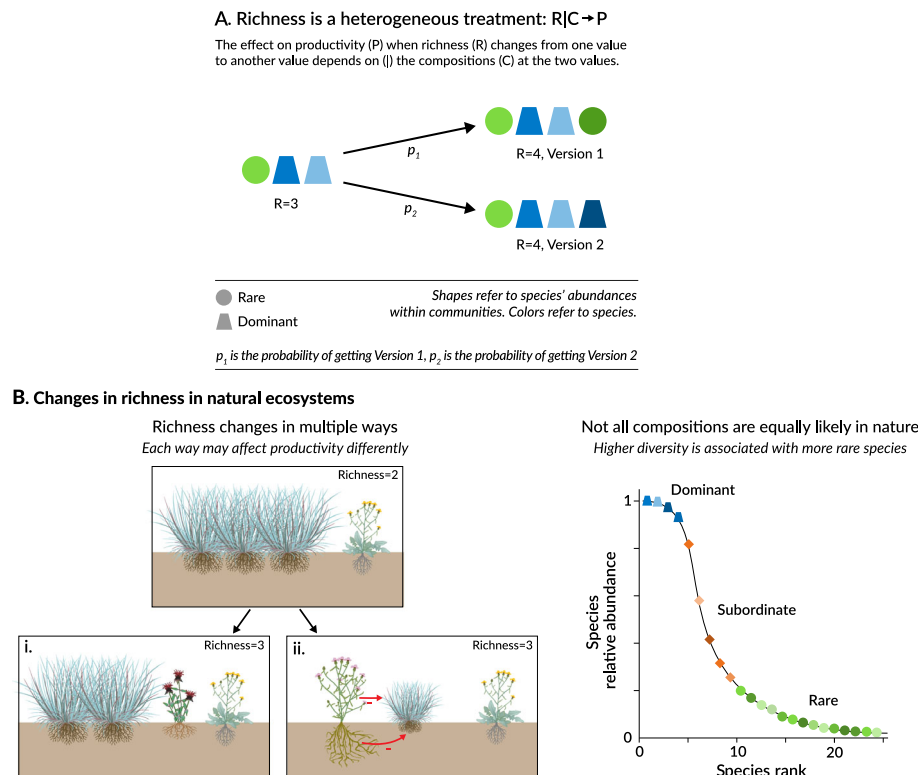 A. Richness is a heterogeneous treatment: R|C→P
The effect on productivity (P) when richness (R) changes from one value
to another value depends on (|) the compositions (C) at the two values.
p1
R=4, Version 1
R=3
p2
R=4, Version 2
Rare
Dominant
Shapes refer to species' abundances
within communities. Colors refer to species.
p1 is the probability of getting Version 1, p2 is the probability of getting Version 2
B. Changes in richness in natural ecosystems
Richness changes in multiple ways
Each way may affect productivity differently
Richness=2
i.
Richness=3
ii.
Richness=3
Not all compositions are equally likely in nature
Higher diversity is associated with more rare species
Species
relative abundance
1
0
Dominant
Subordinate
Rare
0
10
20
Species rank